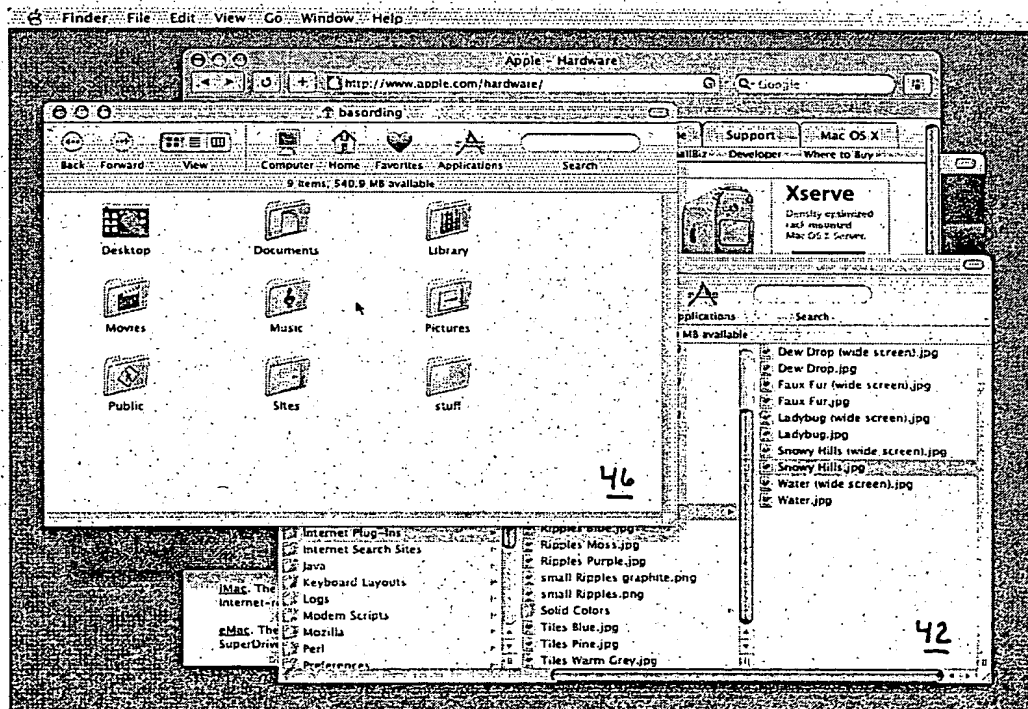 Finder File Edit View Go Window Help
Apple - Hardware
http://www.apple.com/hardware/
Q- Google
basording
Back Forward View Computer Home Favorites Applications Search
9 items, 540.9 MB available
Support Mac OS X
Developer Where to Buy
Xserve
Density optimized
rack mounted
Mac OS X Server.
Desktop Documents Library
Movies Music Pictures
Public Sites stuff
46
Search
MB available
Dew Drop (wide screen).jpg
Dew Drop.jpg
Faux Fur (wide screen).jpg
Faux Fur.jpg
Ladybug (wide screen).jpg
Ladybug.jpg
Snowy Hills (wide screen).jpg
Snowy Hills.jpg
Water (wide screen).jpg
Water.jpg
Internet Plug-Ins
Internet Search Sites
Java
Keyboard Layouts
Logs
Modem Scripts
Mozilla
Perl
Preferences
Ripples Blue.jpg
Ripples Moss.jpg
Ripples Purple.jpg
small Ripples graphite.png
small Ripples.png
Solid Colors
Tiles Blue.jpg
Tiles Pine.jpg
Tiles Warm Grey.jpg
iMac. The
eMac. The
42